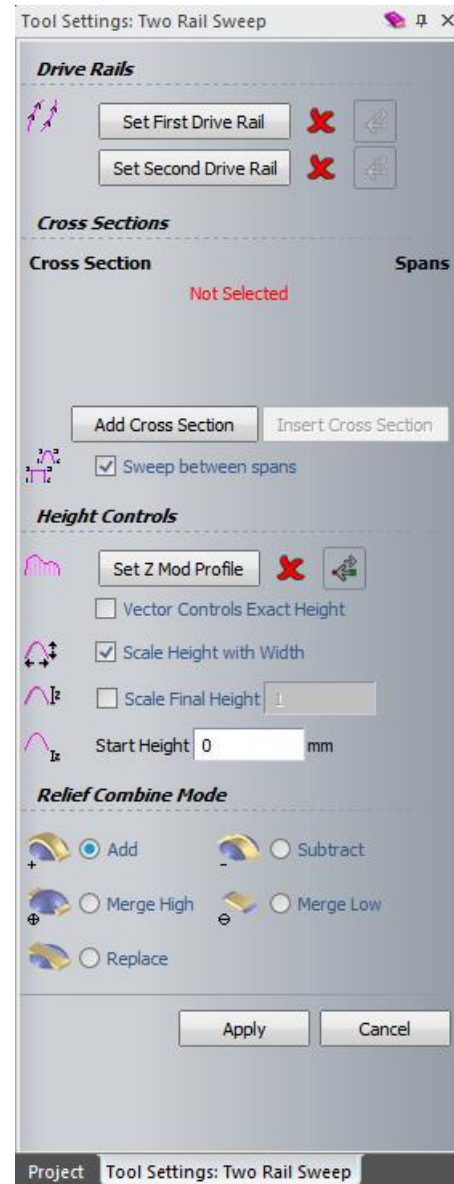 Tool Settings: Two Rail Sweep
Drive Rails
Set First Drive Rail
Set Second Drive Rail
Cross Sections
Cross Section Spans
Not Selected
Add Cross Section Insert Cross Section
Sweep between spans
Height Controls
Set Z Mod Profile
Vector Controls Exact Height
Scale Height with Width
Scale Final Height 1
Start Height 0 mm
Relief Combine Mode
Add Subtract
Merge High Merge Low
Replace
Apply Cancel
Project Tool Settings: Two Rail Sweep